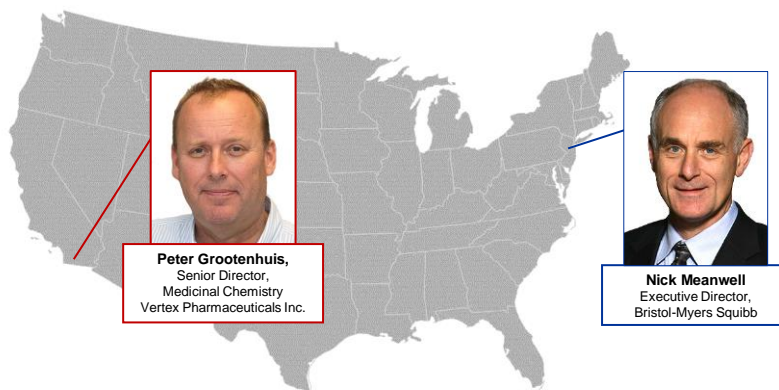 Peter Grootenhuis,
Senior Director,
Medicinal Chemistry
Vertex Pharmaceuticals Inc.
Nick Meanwell
Executive Director,
Bristol-Myers Squibb